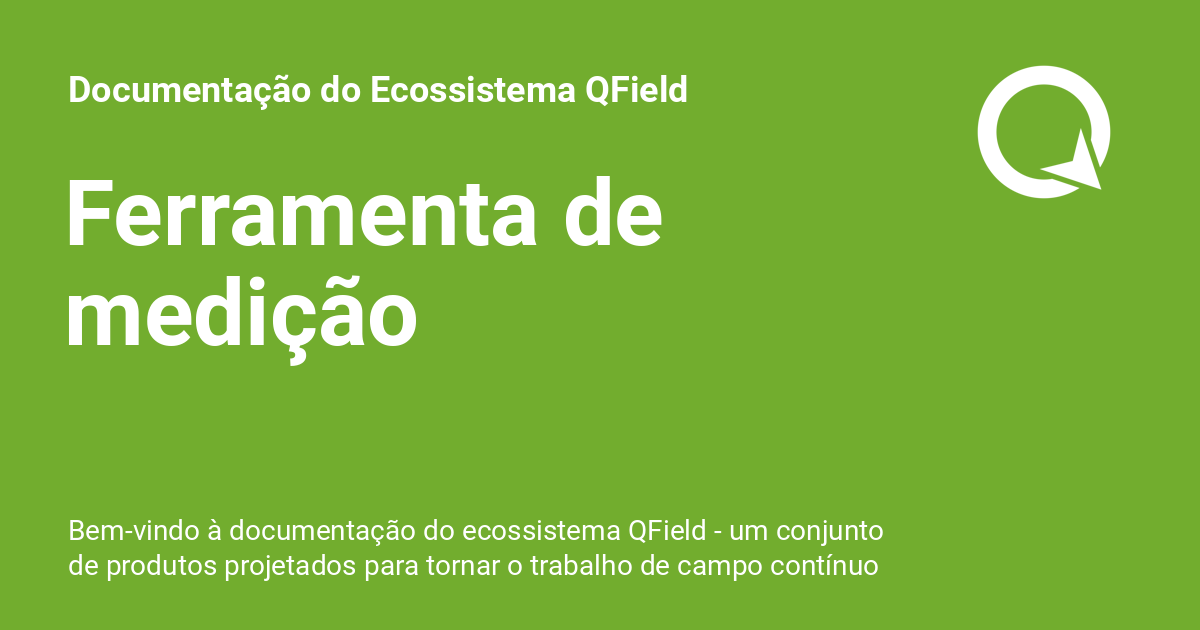 Documentação do Ecossistema QField
Ferramenta de
medição
Bem-vindo à documentação do ecossistema QField - um conjunto
de produtos projetados para tornar o trabalho de campo contínuo